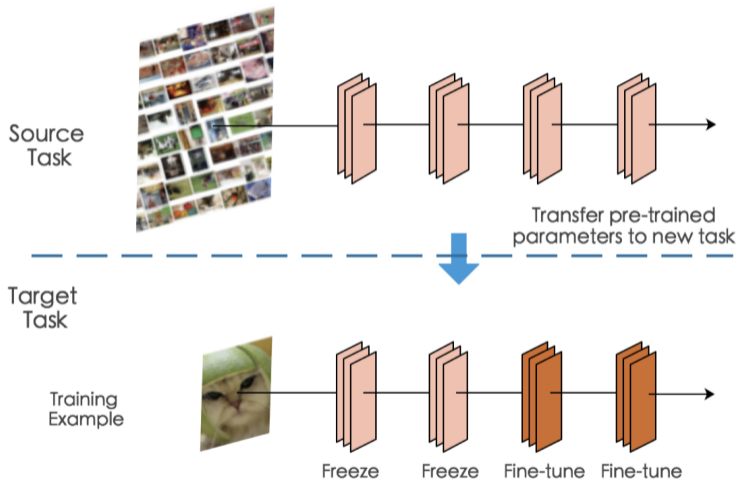 Source
Task
Transfer pre-trained
parameters to new task
Target
Task
Training
Example
Freeze Freeze Fine-tune Fine-tune